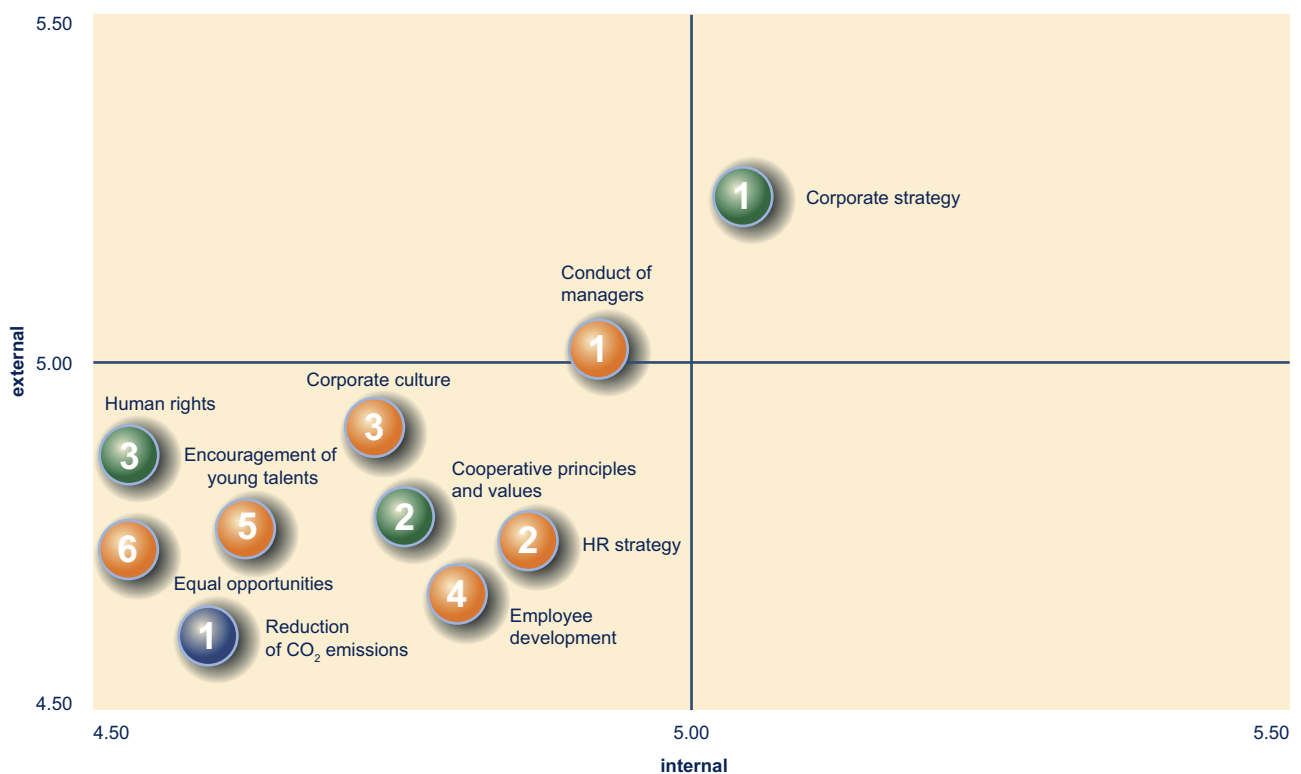 5.50
1
Corporate strategy
Conduct of
managers
1
external
5.00
Corporate culture
3
Human rights
3
Encouragement of
young talents
5
Cooperative principles
and values
2
2
HR strategy
6
Equal opportunities
4
Employee
development
1
Reduction
of CO₂ emissions
4.50
4.50
5.00
5.50
internal